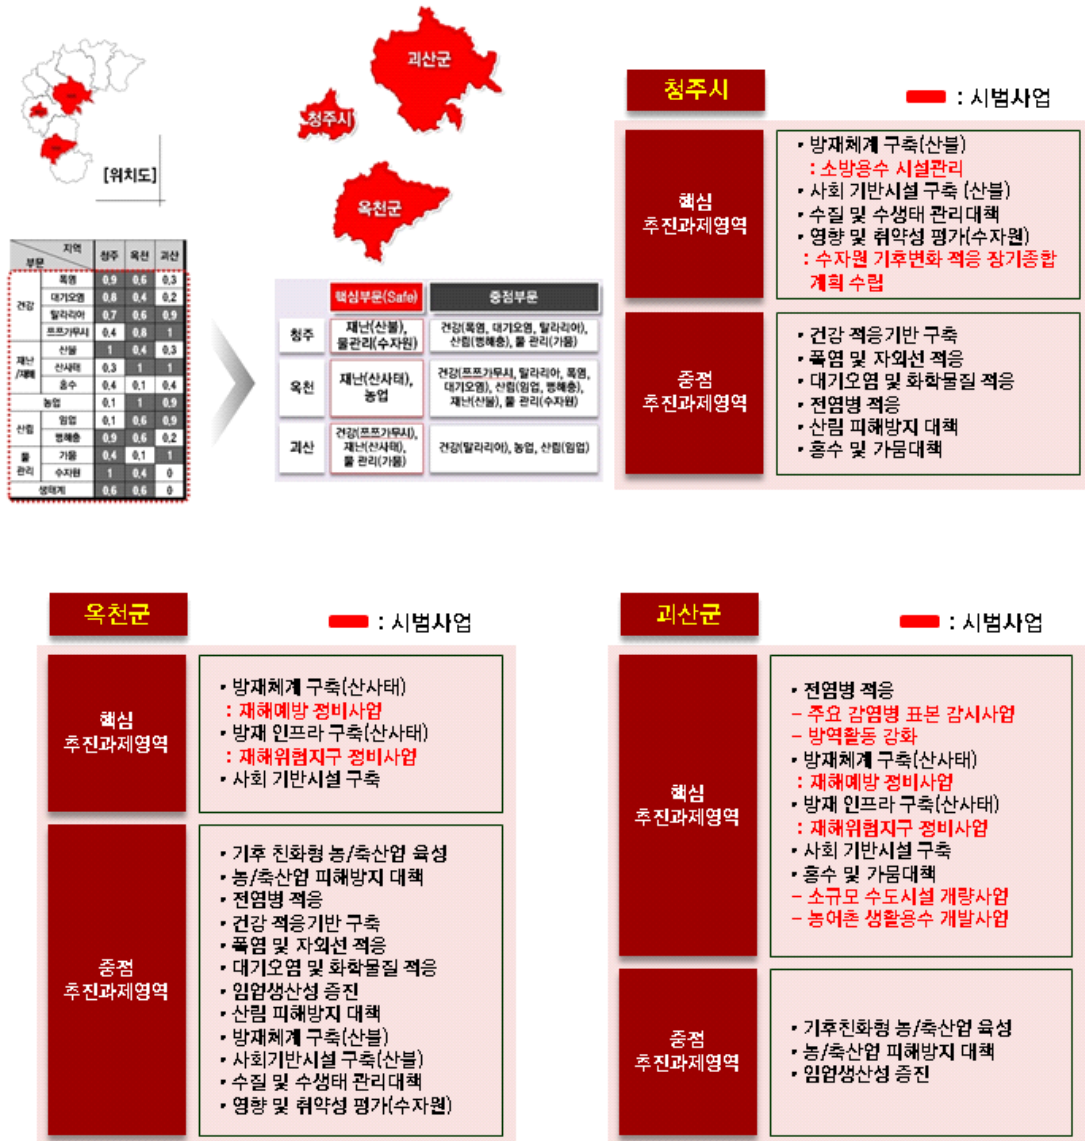 괴산군
청주시
옥천군
[위치도]
지역
부문
청주 옥천 괴산
건강 폭염 0.9 0.6 0.3
대기오염 0.8 0.4 0.2
말라리아 0.7 0.6 0.9
쯔쯔가무시 0.4 0.8 1
재난/재해 산불 1 0.4 0.3
산사태 0.3 1 1
홍수 0.4 0.1 0.4
농업 0.1 1 0.9
산림 임업 0.1 0.6 0.9
병해충 0.9 0.6 0.2
물 관리 가뭄 0.4 0.1 1
수자원 1 0.4 0
생태계 0.6 0.6 0
핵심부문(Safe) 중점부문
청주 재난(산불), 물관리(수자원) 건강(폭염, 대기오염, 말라리아), 산림(병해충), 물 관리(가뭄)
옥천 재난(산사태), 농업 건강(쯔쯔가무시, 말라리아, 폭염, 대기오염), 산림(임업, 병해충), 재난(산불), 물 관리(수자원)
괴산 건강(쯔쯔가무시), 재난(산사태), 물 관리(가뭄) 건강(말라리아), 농업, 산림(임업)
청주시
: 시범사업
핵심
추진과제영역
• 방재체계 구축(산불)
: 소방용수 시설관리
• 사회 기반시설 구축 (산불)
• 수질 및 수생태 관리대책
• 영향 및 취약성 평가(수자원)
: 수자원 기후변화 적응 장기종합
계획 수립
중점
추진과제영역
• 건강 적응기반 구축
• 폭염 및 자외선 적응
• 대기오염 및 화학물질 적응
• 전염병 적응
• 산림 피해방지 대책
• 홍수 및 가뭄대책
옥천군
: 시범사업
핵심
추진과제영역
• 방재체계 구축(산사태)
: 재해예방 정비사업
• 방재 인프라 구축(산사태)
: 재해위험지구 정비사업
• 사회 기반시설 구축
중점
추진과제영역
• 기후 친화형 농/축산업 육성
• 농/축산업 피해방지 대책
• 전염병 적응
• 건강 적응기반 구축
• 폭염 및 자외선 적응
• 대기오염 및 화학물질 적응
• 임업생산성 증진
• 산림 피해방지 대책
• 방재체계 구축(산불)
• 사회기반시설 구축(산불)
• 수질 및 수생태 관리대책
• 영향 및 취약성 평가(수자원)
괴산군
: 시범사업
핵심
추진과제영역
• 전염병 적응
- 주요 감염병 표본 감시사업
- 방역활동 강화
• 방재체계 구축(산사태)
: 재해예방 정비사업
• 방재 인프라 구축(산사태)
: 재해위험지구 정비사업
• 사회 기반시설 구축
• 홍수 및 가뭄대책
- 소규모 수도시설 개량사업
- 농어촌 생활용수 개발사업
중점
추진과제영역
• 기후친화형 농/축산업 육성
• 농/축산업 피해방지 대책
• 임업생산성 증진